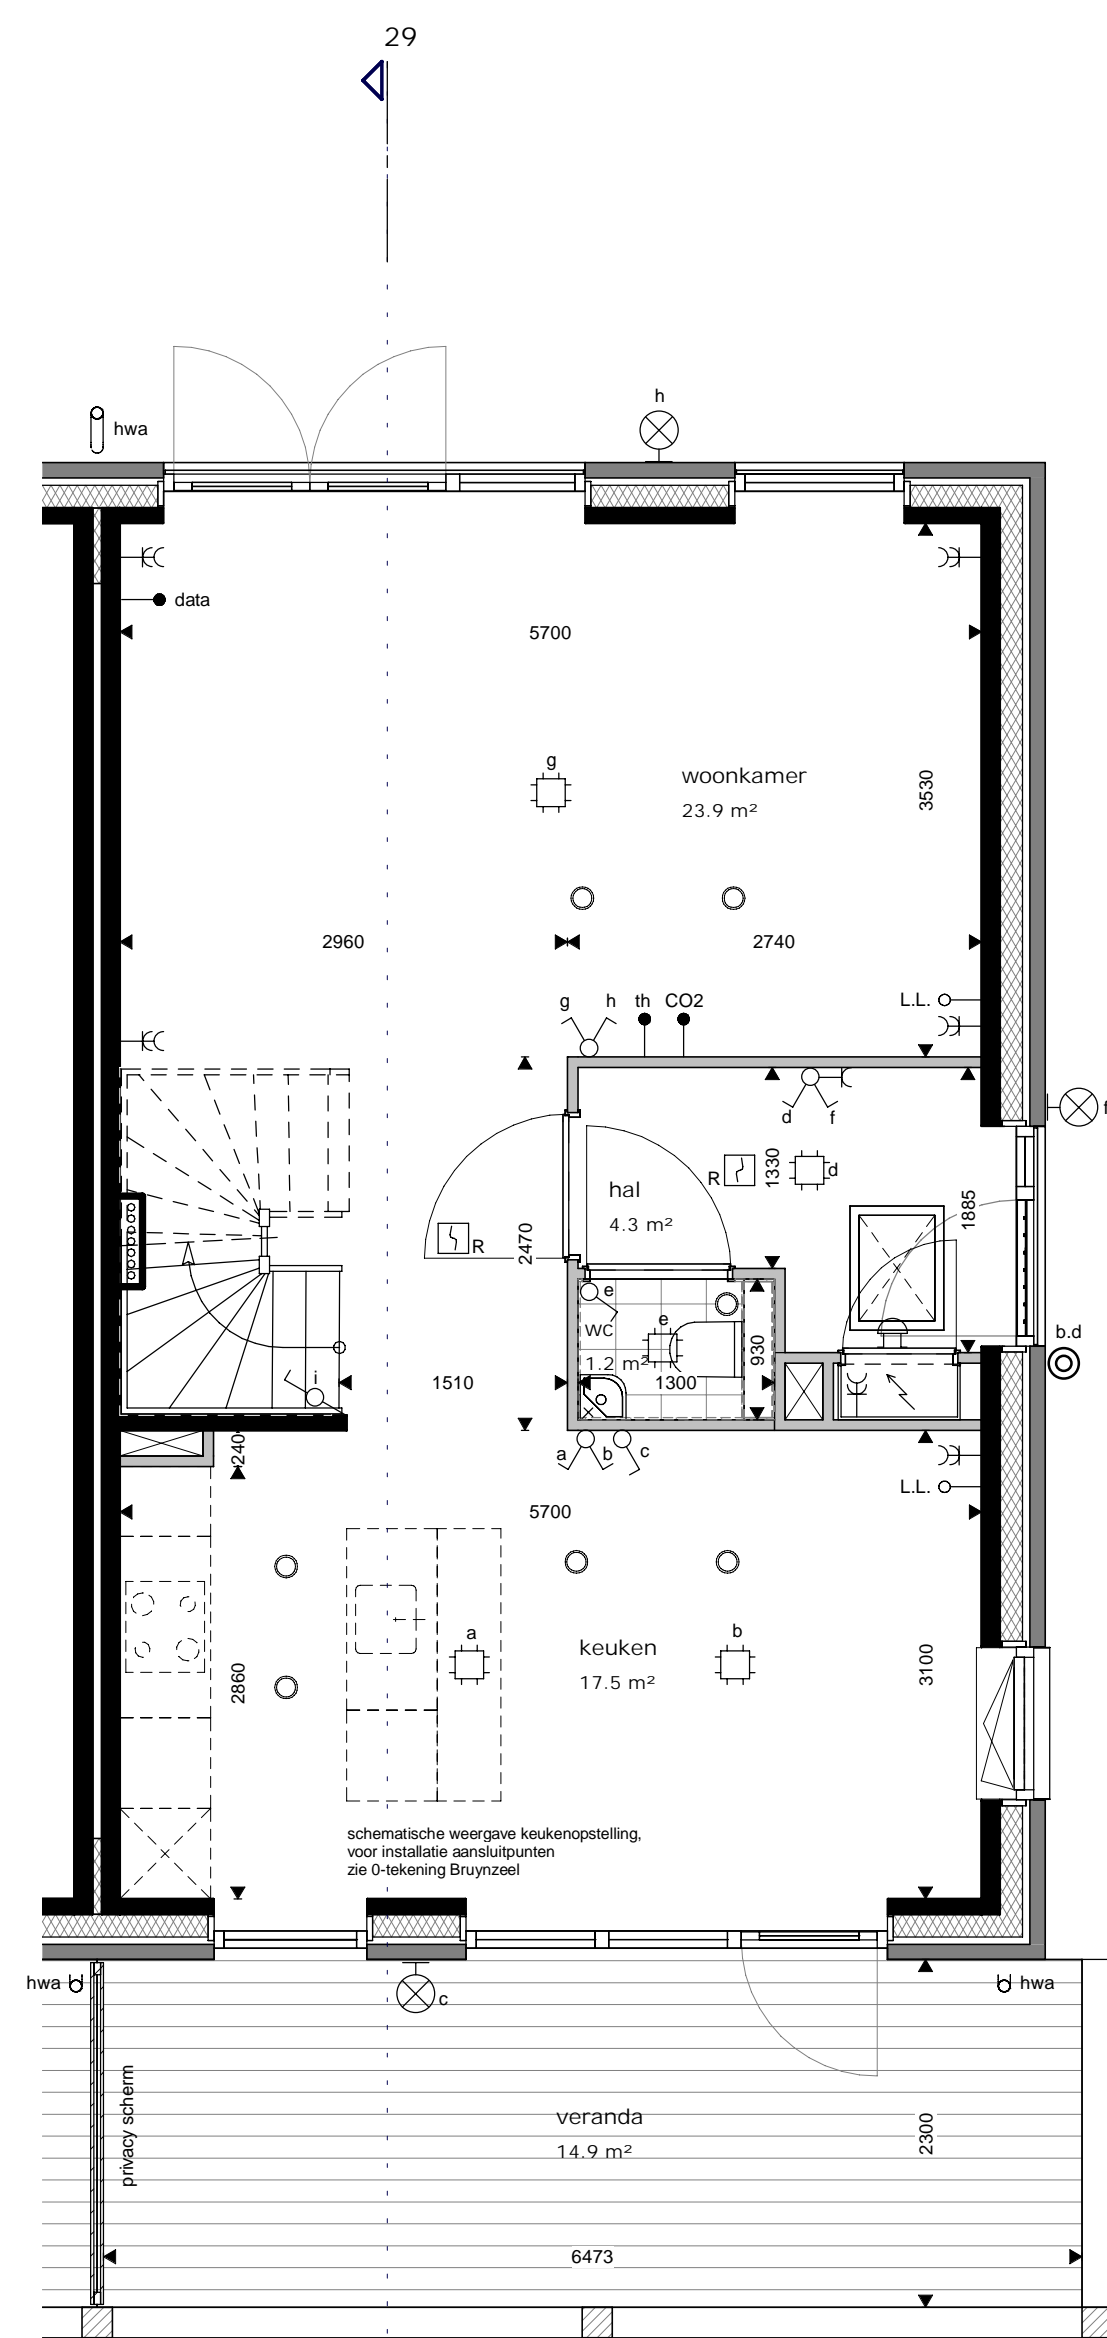 29
h
hwa
data
5700
g
woonkamer
23.9 m²
3530
2960
2740
g h th CO2
L.L.
d f
f
R
1330
d
hal
4.3 m²
1885
2470
R
e
wc
e
1.2 m²
930
b.d
i
1510
1300
240
a b c
L.L.
5700
a
b
keuken
17.5 m²
2860
3100
schematische weergave keukenopstelling,
voor installatie aansluitpunten
zie 0-tekening Bruynzeel
hwa
c
hwa
privacy scherm
veranda
14.9 m²
2300
6473